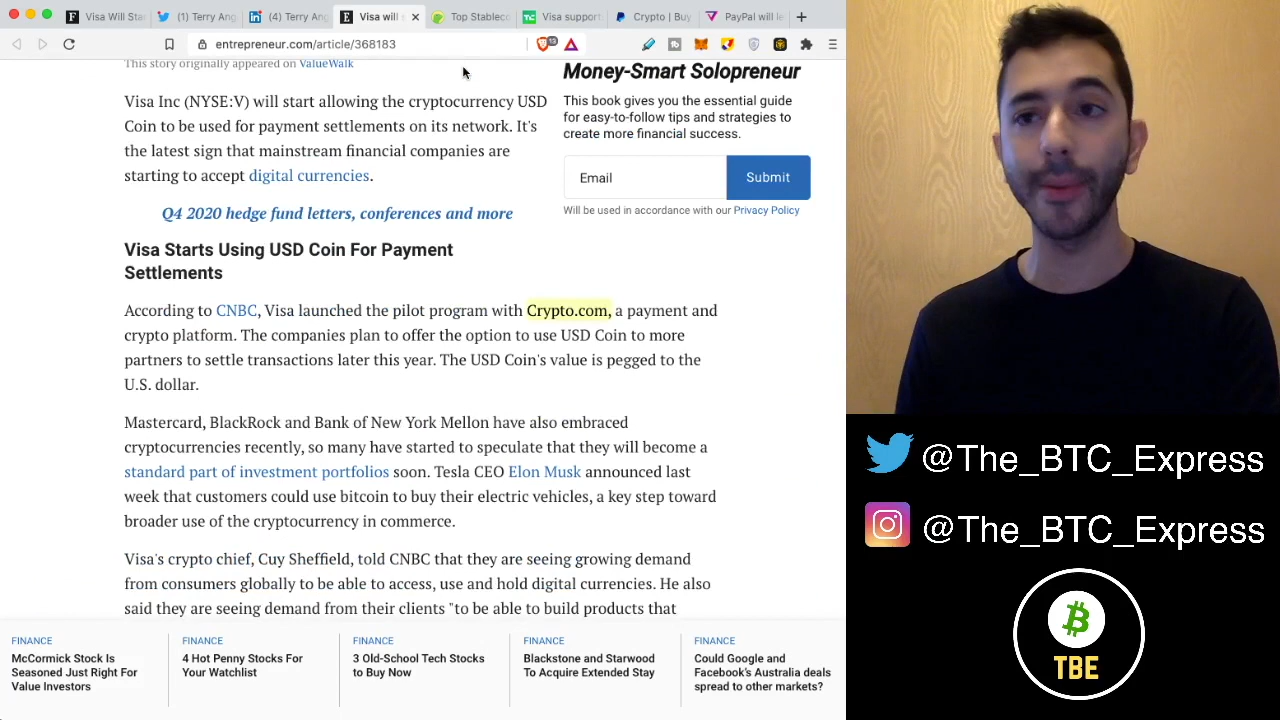 Visa Will Sta
(1) Terry Ang
(4) Terry Ang
Visa will s
Top Stablec
Visa support
Crypto | Buy
PayPal will le
entrepreneur.com/article/368183
19
This story originally appeared on ValueWalk
Visa Inc (NYSE:V) will start allowing the cryptocurrency USD
Coin to be used for payment settlements on its network. It's
the latest sign that mainstream financial companies are
starting to accept digital currencies.
Q4 2020 hedge fund letters, conferences and more
Visa Starts Using USD Coin For Payment
Settlements
According to CNBC, Visa launched the pilot program with Crypto.com, a payment and
crypto platform. The companies plan to offer the option to use USD Coin to more
partners to settle transactions later this year. The USD Coin's value is pegged to the
U.S. dollar.
Mastercard, BlackRock and Bank of New York Mellon have also embraced
cryptocurrencies recently, so many have started to speculate that they will become a
standard part of investment portfolios soon. Tesla CEO Elon Musk announced last
week that customers could use bitcoin to buy their electric vehicles, a key step toward
broader use of the cryptocurrency in commerce.
Visa's crypto chief, Cuy Sheffield, told CNBC that they are seeing growing demand
from consumers globally to be able to access, use and hold digital currencies. He also
said they are seeing demand from their clients "to be able to build products that
Money-Smart Solopreneur
This book gives you the essential guide
for easy-to-follow tips and strategies to
create more financial success.
Email
Submit
Will be used in accordance with our Privacy Policy
FINANCE
McCormick Stock Is
Seasoned Just Right For
Value Investors
FINANCE
4 Hot Penny Stocks For
Your Watchlist
FINANCE
3 Old-School Tech Stocks
to Buy Now
FINANCE
Blackstone and Starwood
To Acquire Extended Stay
FINANCE
Could Google and
Facebook's Australia deals
spread to other markets?
@The_BTC_Express
@The_BTC_Express
TBE